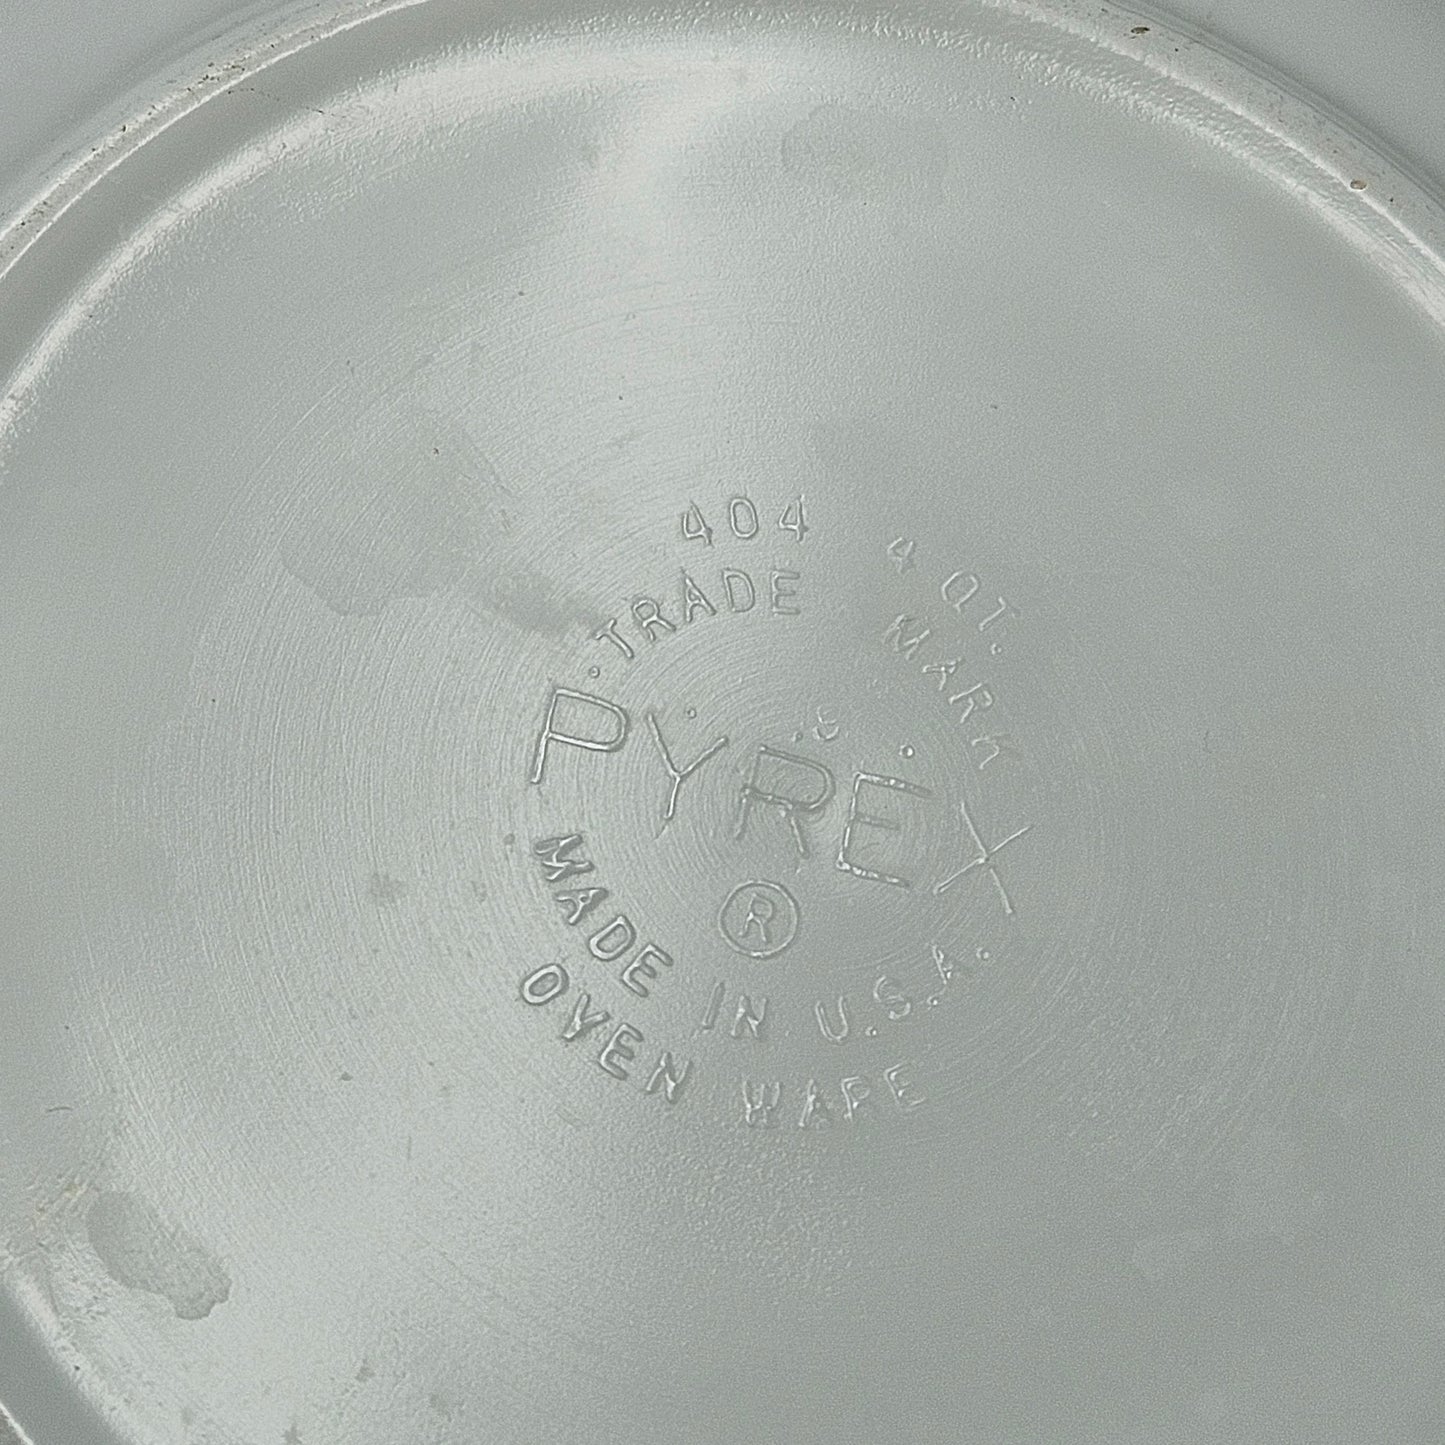 404 4 QT.
·TRADE MARK
PYREX
®
MADE IN U.S.A.
OVEN WARE